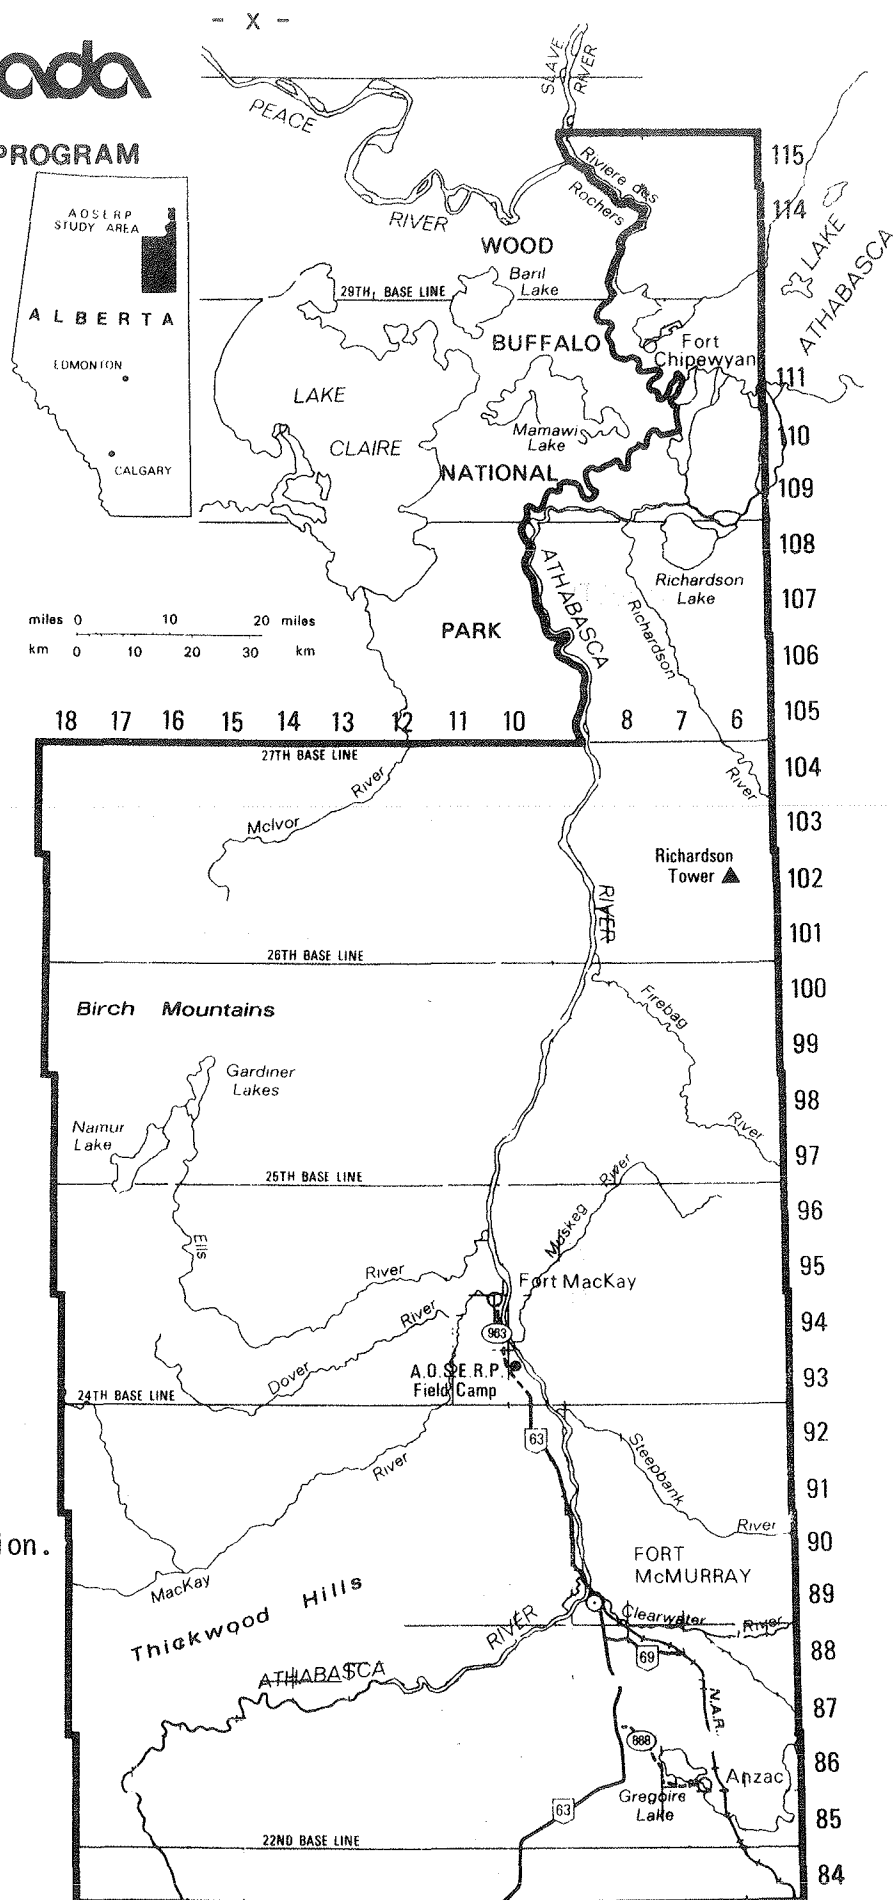 - X -
ada
PROGRAM
AOSERP
STUDY AREA
ALBERTA
EDMONTON
CALGARY
SLAVE
RIVER
PEACE
RIVER
Riviere des
Rochers
115
114
WOOD
Baril
Lake
29TH. BASE LINE
LAKE
ATHABASCA
BUFFALO
Fort
Chipewyan
111
LAKE
CLAIRE
Mamawi
Lake
110
NATIONAL
109
108
ATHABASCA
Richardson
Lake
107
miles 0 10 20 miles
km 0 10 20 30 km
PARK
Richardson
106
105
18 17 16 15 14 13 12 11 10 8 7 6
27TH BASE LINE
104
River
River
McIvor
103
Richardson
Tower
102
RIVER
101
26TH BASE LINE
100
Birch Mountains
Firebag
99
Gardiner
Lakes
98
Namur
Lake
River
97
25TH BASE LINE
River
96
Muskeg
Ells
95
River
Fort MacKay
94
River
983
Dover
A.O.S.E.R.P.
Field Camp
93
24TH BASE LINE
92
63
River
Steepbank
91
River
90
ion.
FORT
McMURRAY
MacKay
89
Thickwood Hills
Clearwater
River
RIVER
88
69
ATHABASCA
N.A.R.
87
888
86
Anzac
Gregoire
Lake
63
85
22ND BASE LINE
84